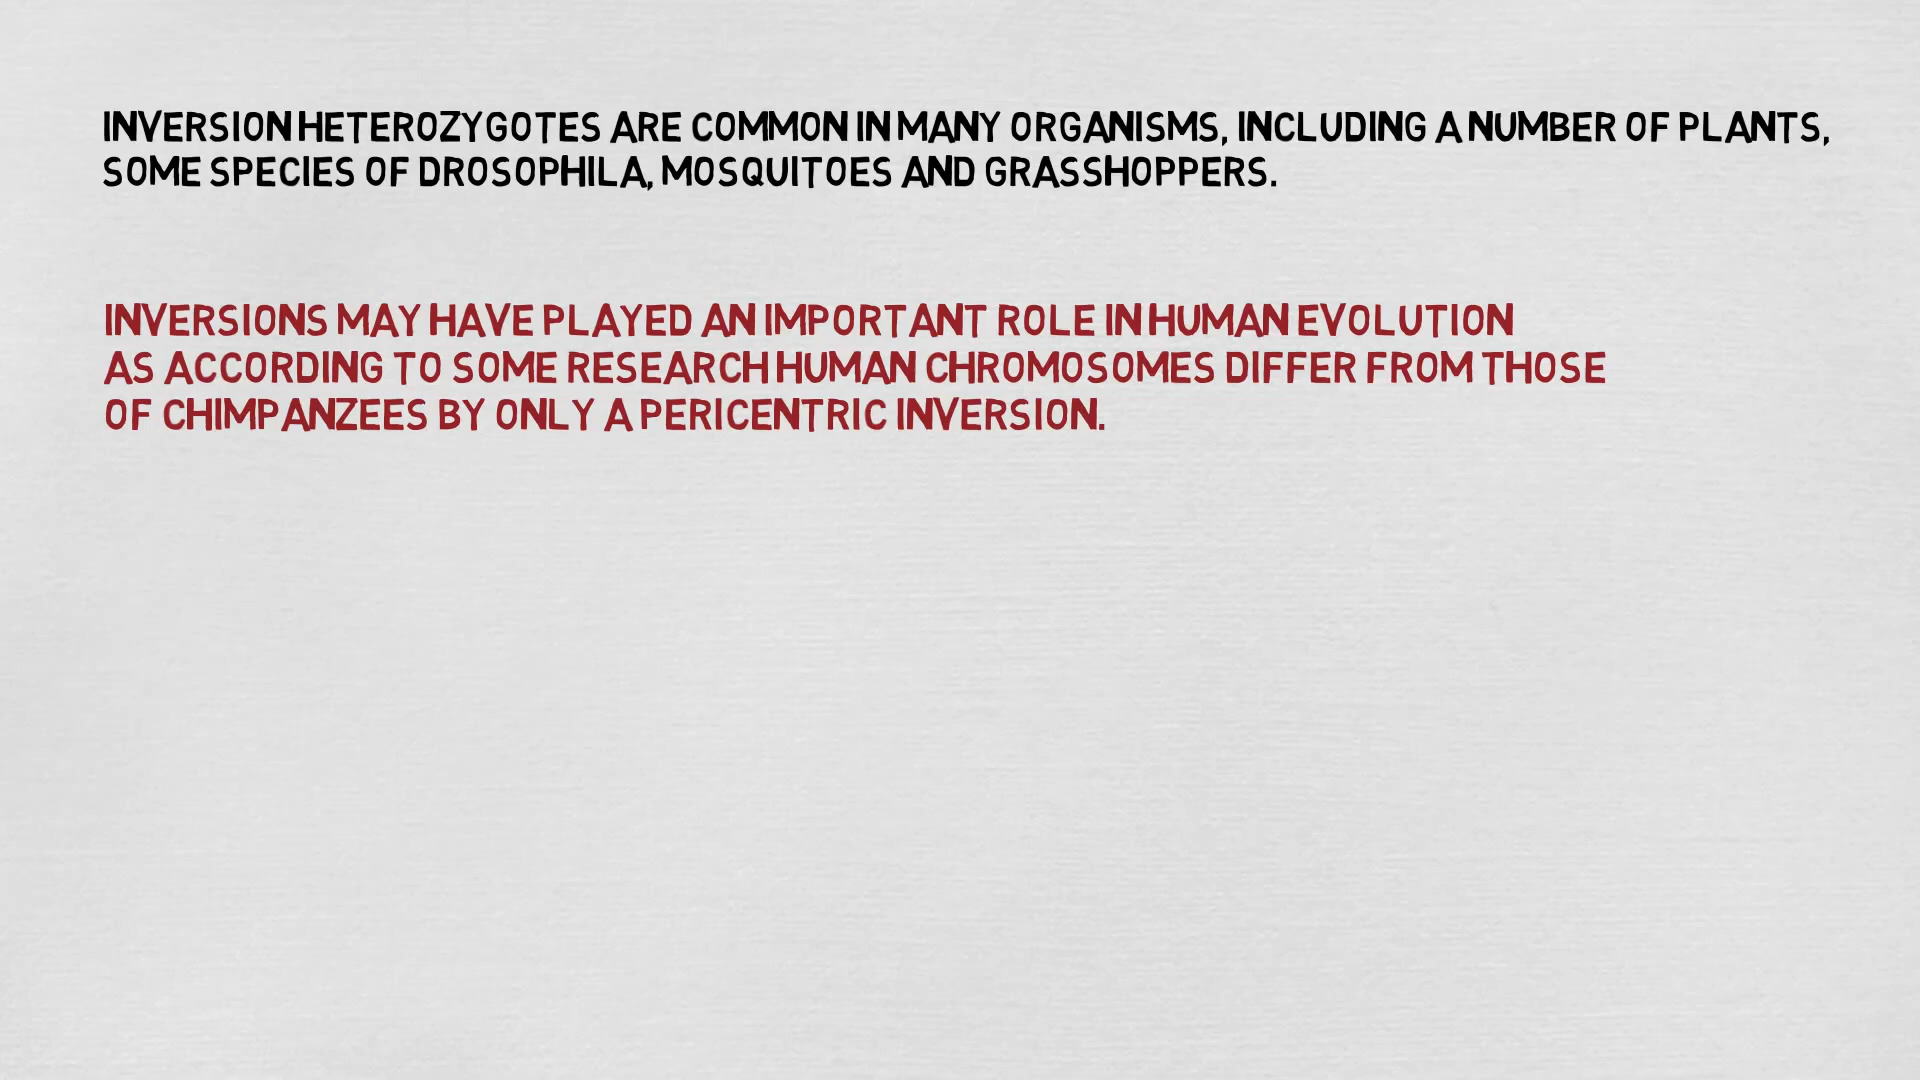 INVERSION HETEROZYGOTES ARE COMMON IN MANY ORGANISMS, INCLUDING A NUMBER OF PLANTS,
SOME SPECIES OF DROSOPHILA, MOSQUITOES AND GRASSHOPPERS.
INVERSIONS MAY HAVE PLAYED AN IMPORTANT ROLE IN HUMAN EVOLUTION
AS ACCORDING TO SOME RESEARCH HUMAN CHROMOSOMES DIFFER FROM THOSE
OF CHIMPANZEES BY ONLY A PERICENTRIC INVERSION.